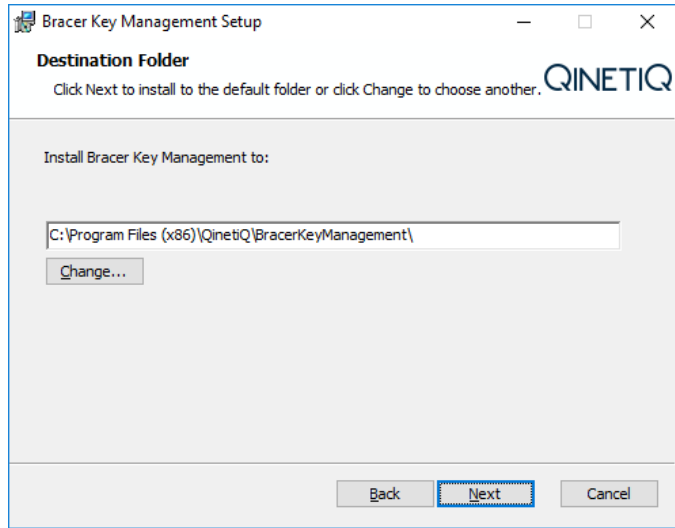 Bracer Key Management Setup
Destination Folder
Click Next to install to the default folder or click Change to choose another.
QINETIQ
Install Bracer Key Management to:
C:\Program Files (x86)\QinetiQ\BracerKeyManagement\
Change...
Back Next Cancel